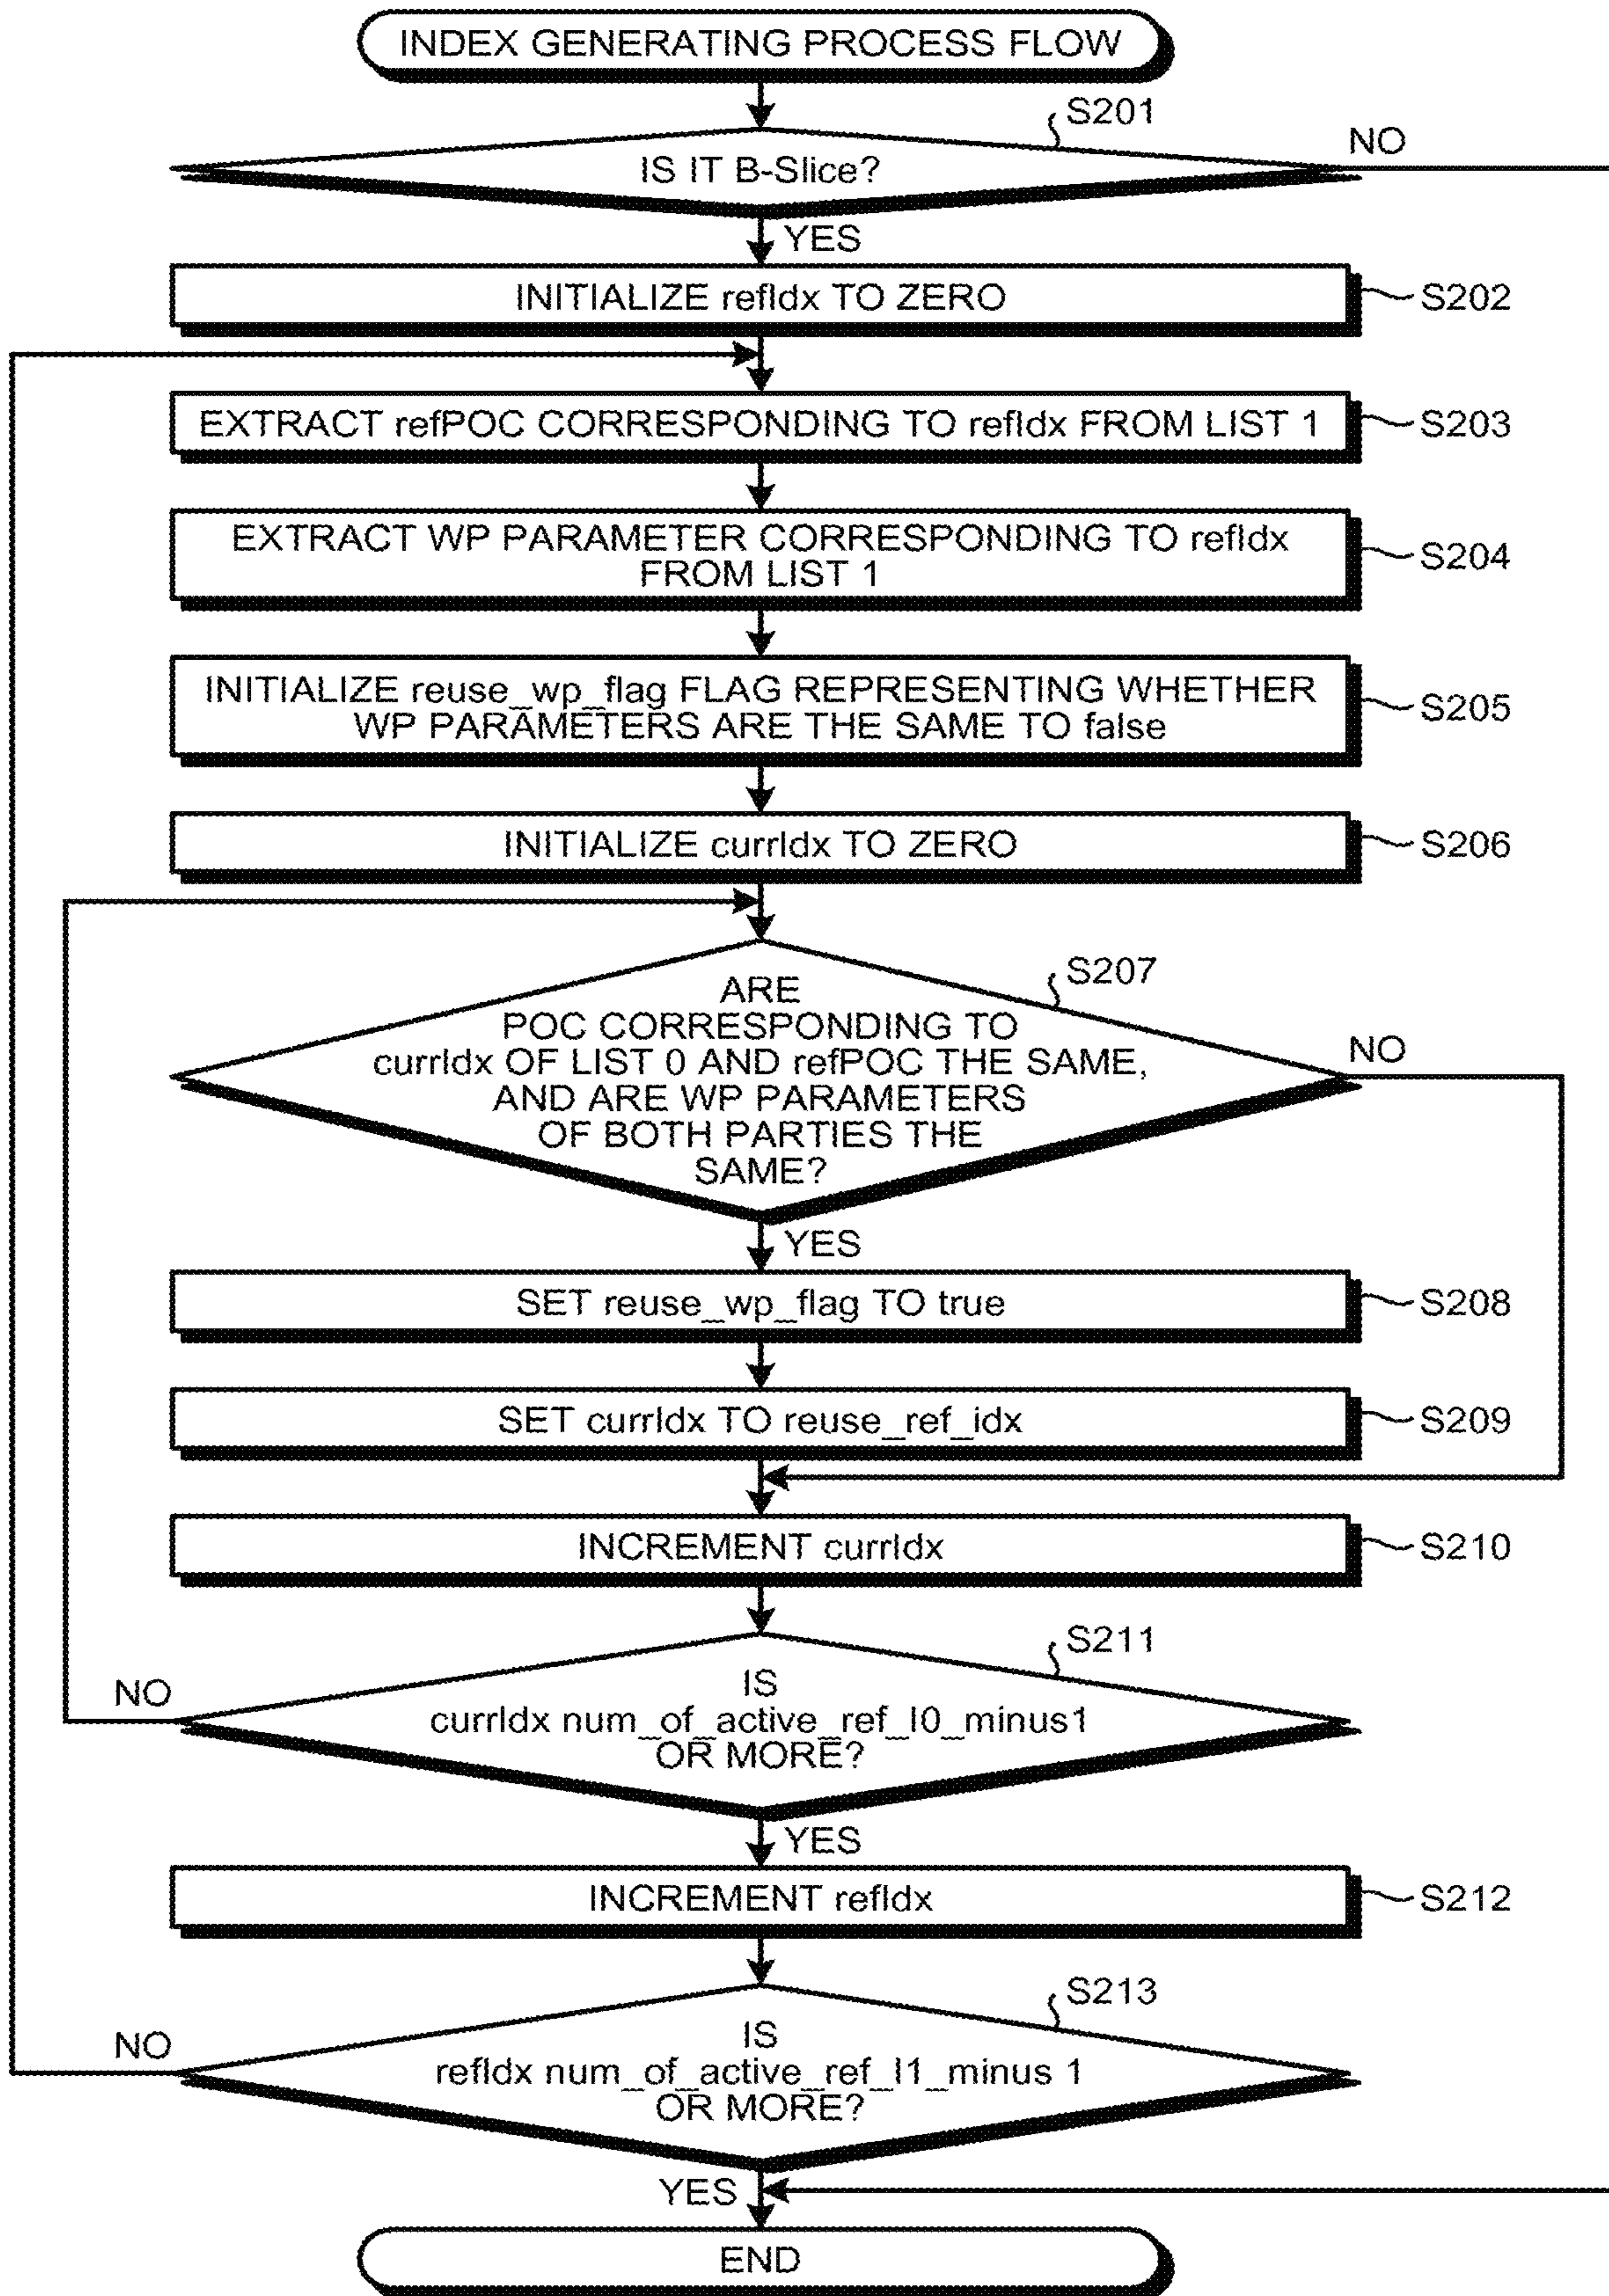 INDEX GENERATING PROCESS FLOW
S201
IS IT B-Slice?
NO
YES
INITIALIZE refIdx TO ZERO
S202
EXTRACT refPOC CORRESPONDING TO refIdx FROM LIST 1
S203
EXTRACT WP PARAMETER CORRESPONDING TO refIdx
FROM LIST 1
S204
INITIALIZE reuse_wp_flag FLAG REPRESENTING WHETHER
WP PARAMETERS ARE THE SAME TO false
S205
INITIALIZE currIdx TO ZERO
S206
S207
ARE
POC CORRESPONDING TO
currIdx OF LIST 0 AND refPOC THE SAME,
AND ARE WP PARAMETERS
OF BOTH PARTIES THE
SAME?
NO
YES
SET reuse_wp_flag TO true
S208
SET currIdx TO reuse_ref_idx
S209
INCREMENT currIdx
S210
S211
IS
currIdx num_of_active_ref_l0_minus1
OR MORE?
NO
YES
INCREMENT refIdx
S212
S213
IS
refIdx num_of_active_ref_l1_minus 1
OR MORE?
NO
YES
END